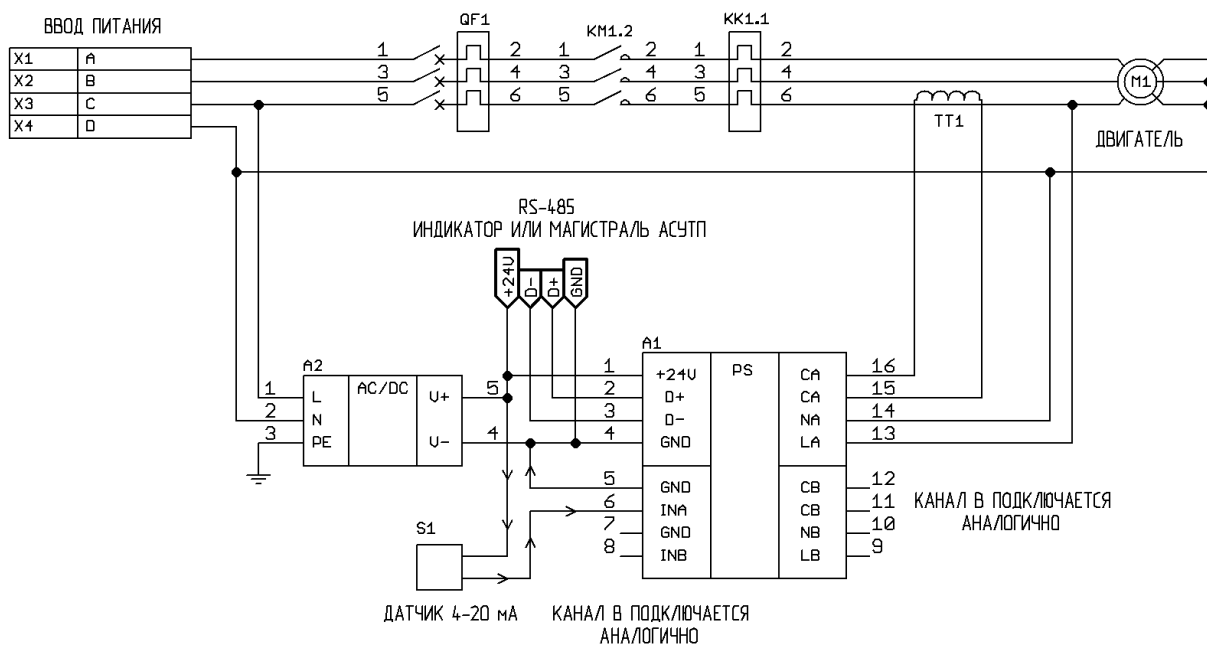 ВВОД ПИТАНИЯ
X1 A
X2 B
X3 C
X4 D
QF1
KM1.2
KK1.1
1 2 1 2 1 2
3 4 3 4 3 4
5 6 5 6 5 6
M1
TT1
ДВИГАТЕЛЬ
RS-485
ИНДИКАТОР ИЛИ МАГИСТРАЛЬ АСУТП
+24V
D-
D+
GND
A2
1 L AC/DC V+ 5
2 N
3 PE V- 4
A1
1 +24V PS CA 16
2 D+ CA 15
3 D- NA 14
4 GND LA 13
5 GND CB 12
6 INA CB 11
7 GND NB 10
8 INB LB 9
КАНАЛ В ПОДКЛЮЧАЕТСЯ
АНАЛОГИЧНО
S1
ДАТЧИК 4-20 мА
КАНАЛ В ПОДКЛЮЧАЕТСЯ
АНАЛОГИЧНО